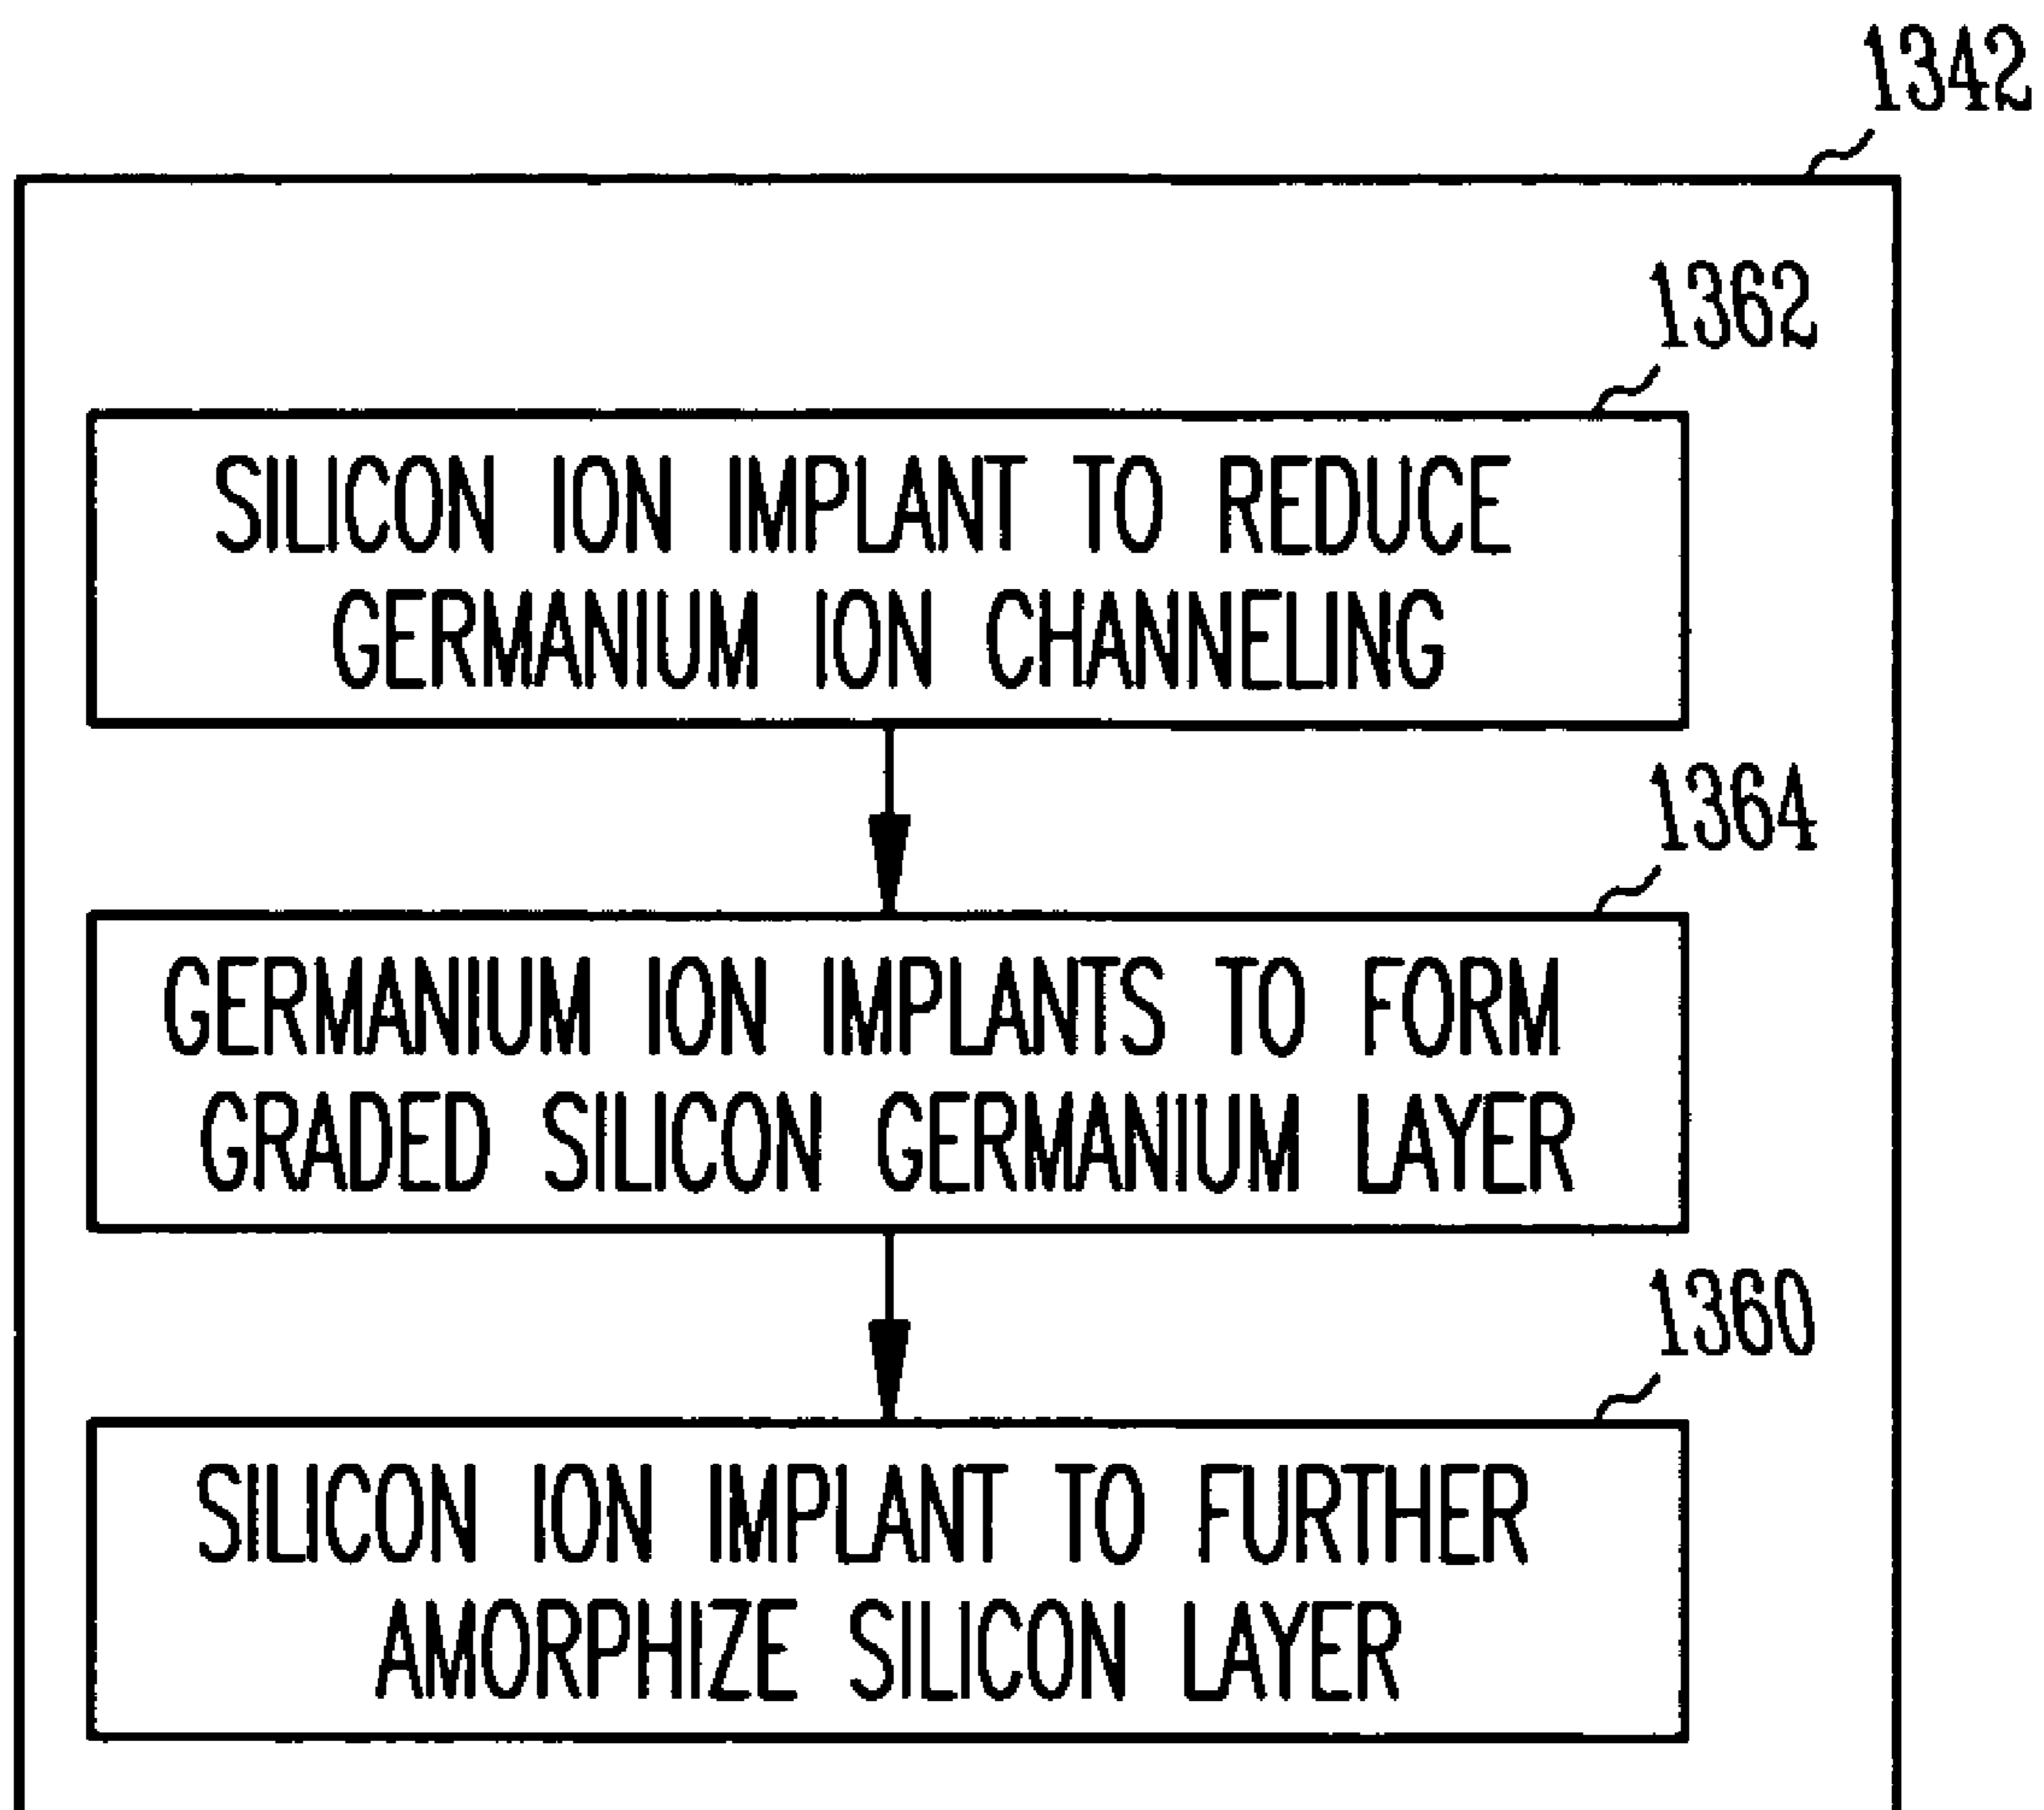 1342
1362
SILICON ION IMPLANT TO REDUCE
GERMANIUM ION CHANNELING
1364
GERMANIUM ION IMPLANTS TO FORM
GRADED SILICON GERMANIUM LAYER
1360
SILICON ION IMPLANT TO FURTHER
AMORPHIZE SILICON LAYER